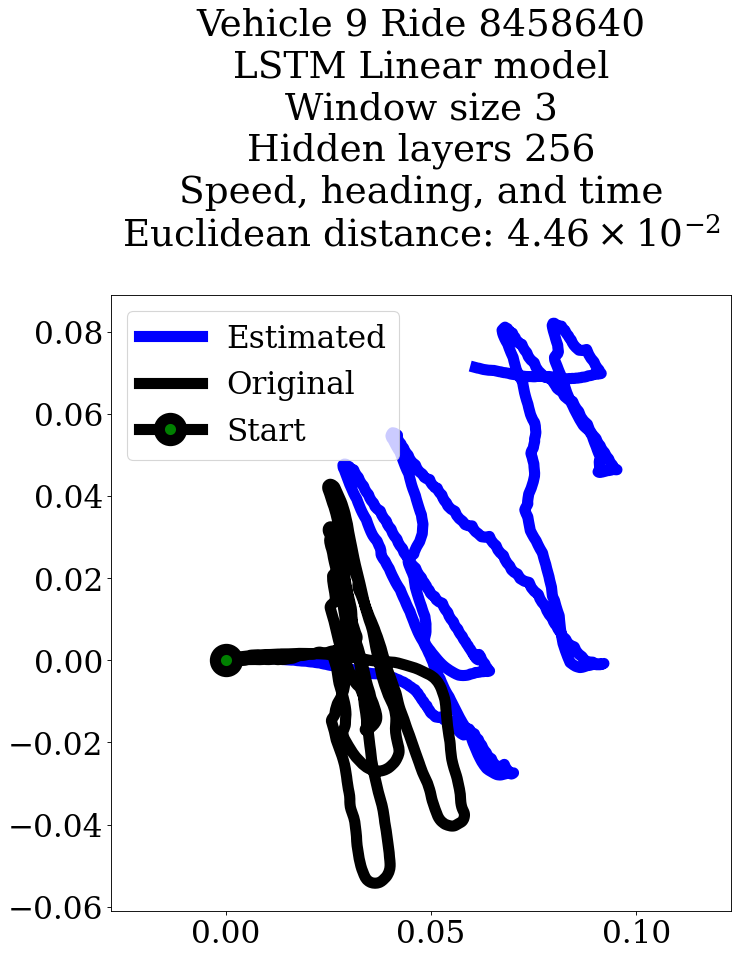 Vehicle 9 Ride 8458640
LSTM Linear model
Window size 3
Hidden layers 256
Speed, heading, and time
Euclidean distance: 4.46 × 10⁻²
Estimated
Original
Start
0.08
0.06
0.04
0.02
0.00
−0.02
−0.04
−0.06
0.00 0.05 0.10